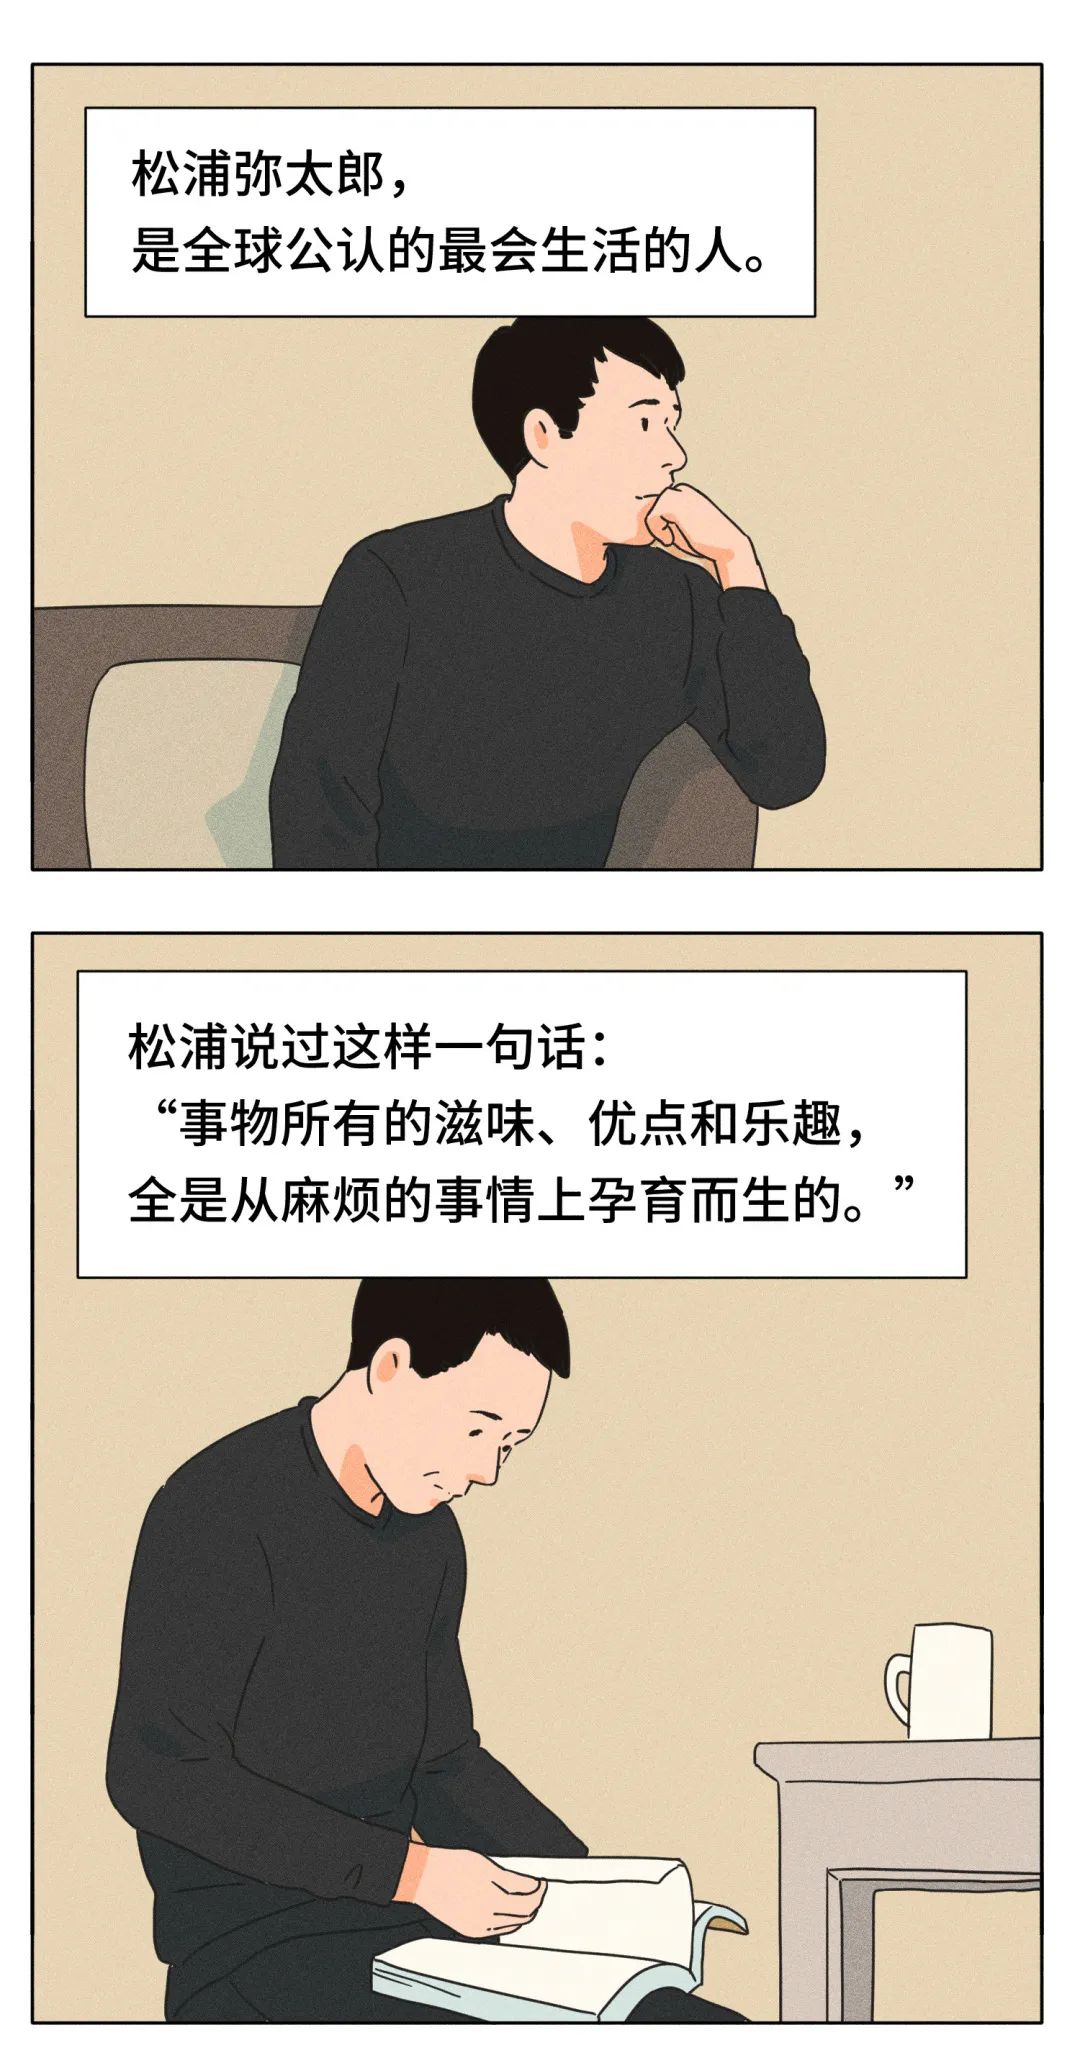 松浦弥太郎，
是全球公认的最会生活的人。
松浦说过这样一句话：
“事物所有的滋味、优点和乐趣，
全是从麻烦的事情上孕育而生的。”